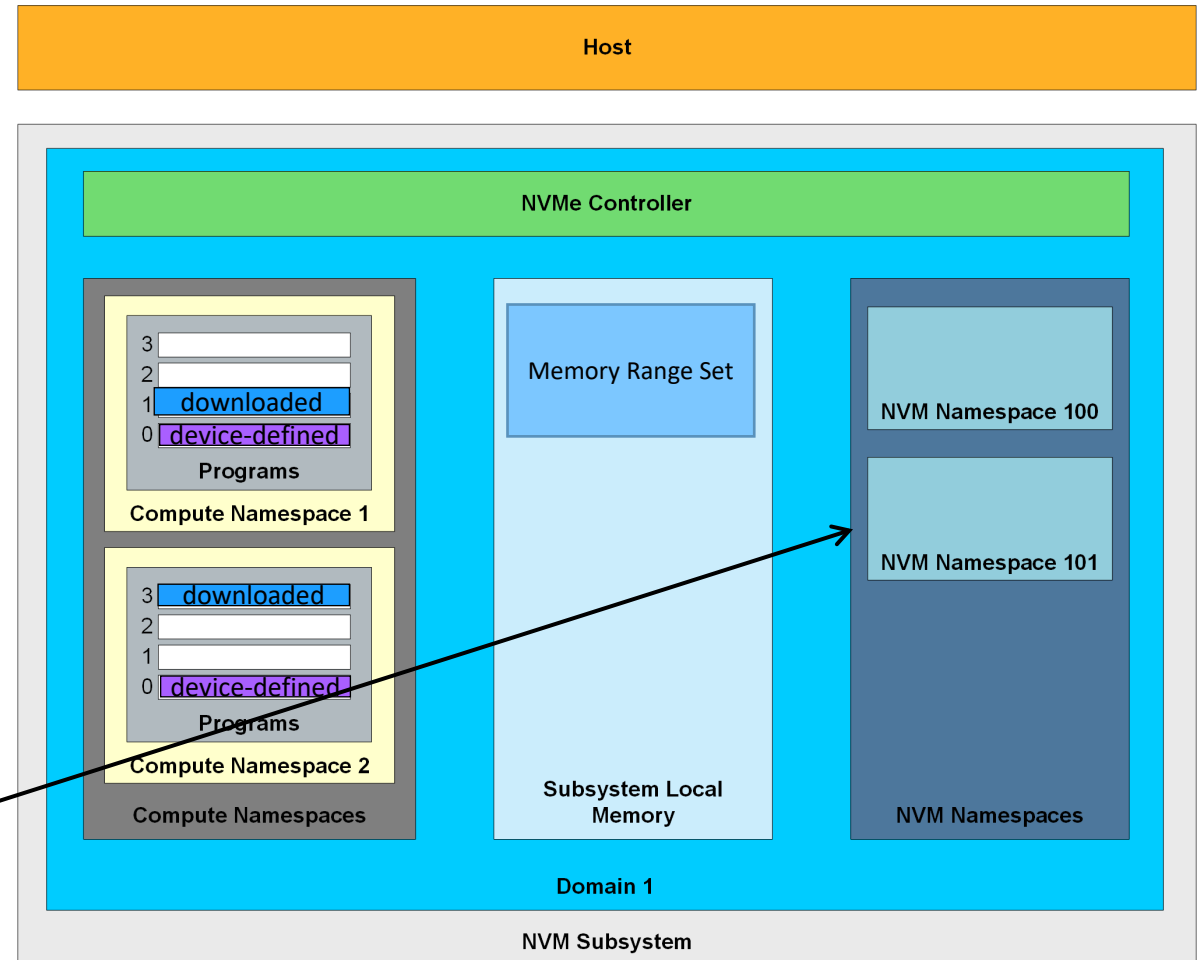 Host
NVMe Controller
3
2
1 downloaded
0 device-defined
Programs
Compute Namespace 1
3 downloaded
2
1
0 device-defined
Programs
Compute Namespace 2
Compute Namespaces
Memory Range Set
Subsystem Local
Memory
NVM Namespace 100
NVM Namespace 101
NVM Namespaces
Domain 1
NVM Subsystem